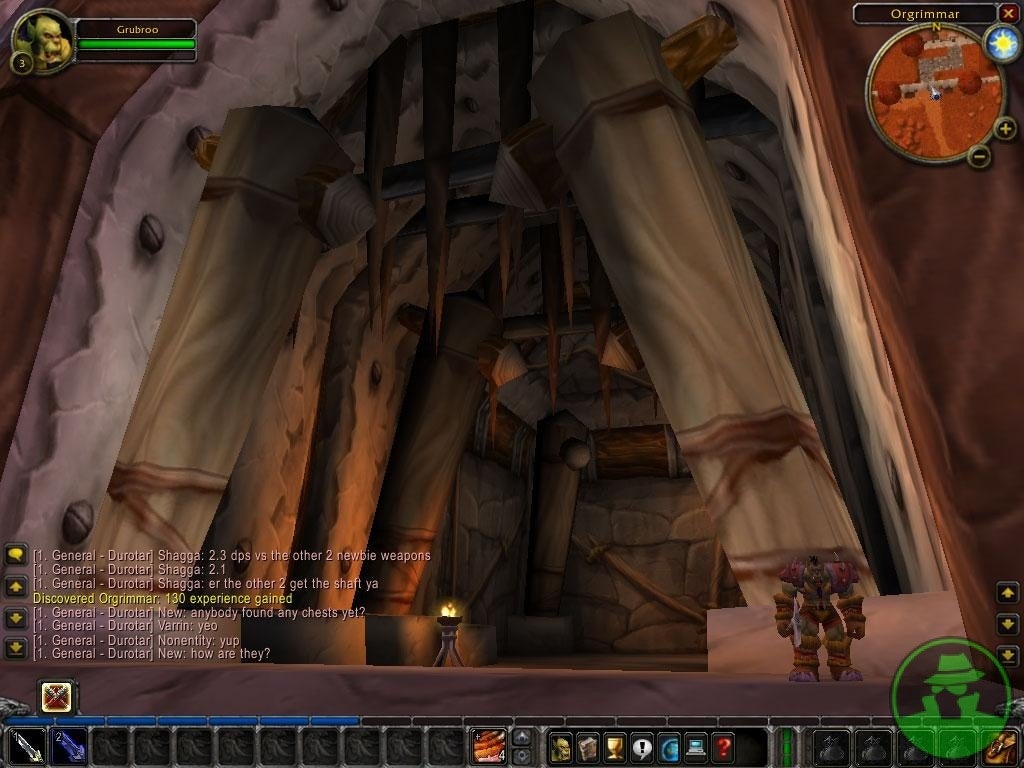 Grubroo
3
Orgrimmar
N
[1. General - Durotar] Shagga: 2.3 dps vs the other 2 newbie weapons
[1. General - Durotar] Shagga: 2.1
[1. General - Durotar] Shagga: er the other 2 get the shaft ya
Discovered Orgrimmar: 130 experience gained
[1. General - Durotar] New: anybody found any chests yet?
[1. General - Durotar] Varrin: yeo
[1. General - Durotar] Nonentity: yup
[1. General - Durotar] New: how are they?
1
2
4